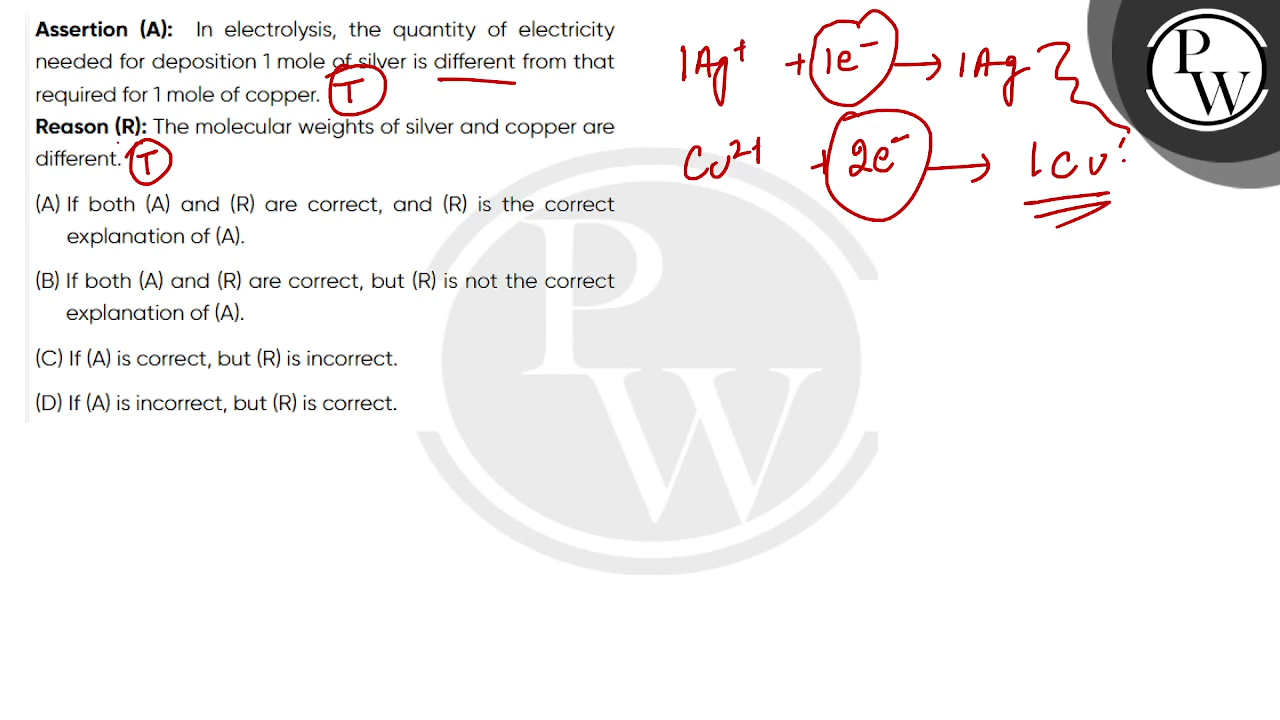 Assertion (A): In electrolysis, the quantity of electricity
needed for deposition 1 mole of silver is different from that
required for 1 mole of copper. T
Reason (R): The molecular weights of silver and copper are
different. T
(A) If both (A) and (R) are correct, and (R) is the correct
explanation of (A).
(B) If both (A) and (R) are correct, but (R) is not the correct
explanation of (A).
(C) If (A) is correct, but (R) is incorrect.
(D) If (A) is incorrect, but (R) is correct.
1Ag⁺ + 1e⁻ → 1Ag
Cu²⁺ + 2e⁻ → 1Cu
P
W
P
W